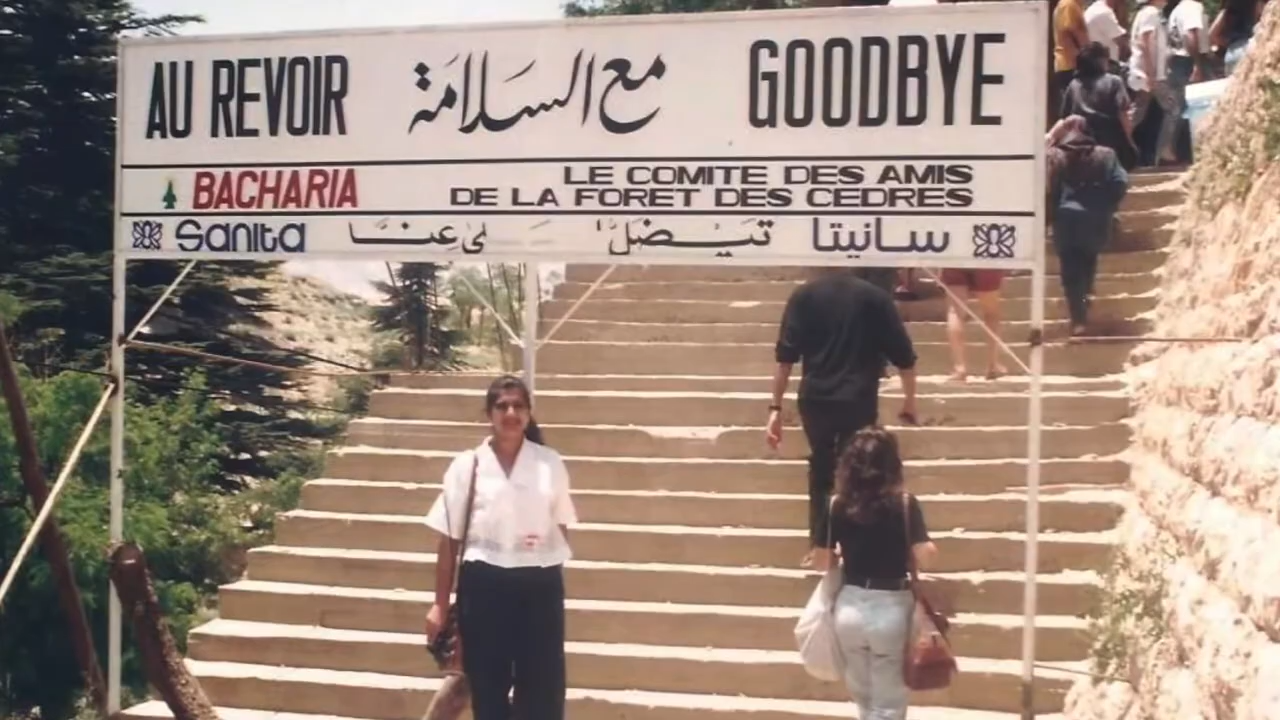 AU REVOIR مع السلامة GOODBYE
BACHARIA LE COMITE DES AMIS
DE LA FORET DES CEDRES
Sanita سانيتا